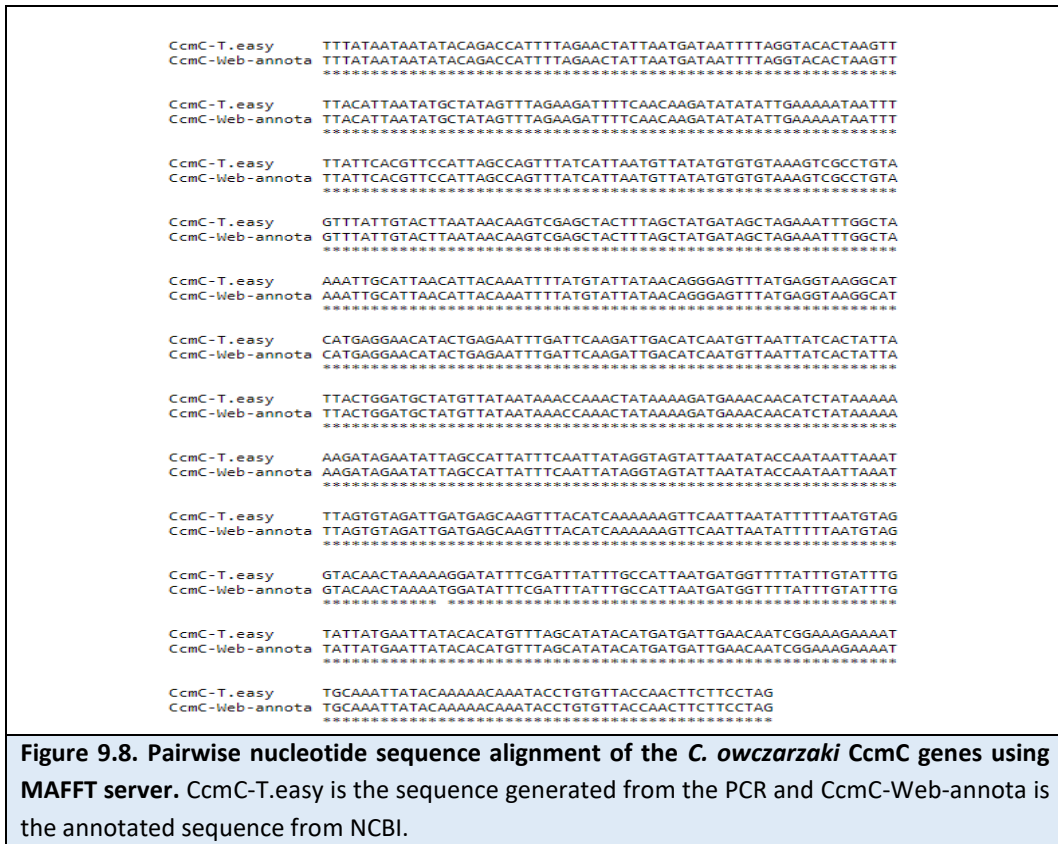 CcmC-T.easy TTTATAATAATATACAGACCATTTTAGAACTATTAATGATAATTTTAGGTACACTAAGTT
CcmC-Web-annota TTTATAATAATATACAGACCATTTTAGAACTATTAATGATAATTTTAGGTACACTAAGTT
************************************************************
CcmC-T.easy TTACATTAATATGCTATAGTTTAGAAGATTTTCAACAAGATATATATTGAAAAATAATTT
CcmC-Web-annota TTACATTAATATGCTATAGTTTAGAAGATTTTCAACAAGATATATATTGAAAAATAATTT
************************************************************
CcmC-T.easy TTATTCACGTTCCATTAGCCAGTTTATCATTAATGTTATATGTGTGTAAAGTCGCCTGTA
CcmC-Web-annota TTATTCACGTTCCATTAGCCAGTTTATCATTAATGTTATATGTGTGTAAAGTCGCCTGTA
************************************************************
CcmC-T.easy GTTTATTGTACTTAATAACAAGTCGAGCTACTTTAGCTATGATAGCTAGAAATTTGGCTA
CcmC-Web-annota GTTTATTGTACTTAATAACAAGTCGAGCTACTTTAGCTATGATAGCTAGAAATTTGGCTA
************************************************************
CcmC-T.easy AAATTGCATTAACATTACAAATTTTATGTATTATAACAGGGAGTTTATGAGGTAAGGCAT
CcmC-Web-annota AAATTGCATTAACATTACAAATTTTATGTATTATAACAGGGAGTTTATGAGGTAAGGCAT
************************************************************
CcmC-T.easy CATGAGGAACATACTGAGAATTTGATTCAAGATTGACATCAATGTTAATTATCACTATTA
CcmC-Web-annota CATGAGGAACATACTGAGAATTTGATTCAAGATTGACATCAATGTTAATTATCACTATTA
************************************************************
CcmC-T.easy TTACTGGATGCTATGTTATAATAAACCAAACTATAAAAGATGAAACAACATCTATAAAAA
CcmC-Web-annota TTACTGGATGCTATGTTATAATAAACCAAACTATAAAAGATGAAACAACATCTATAAAAA
************************************************************
CcmC-T.easy AAGATAGAATATTAGCCATTATTTCAATTATAGGTAGTATTAATATACCAATAATTAAAT
CcmC-Web-annota AAGATAGAATATTAGCCATTATTTCAATTATAGGTAGTATTAATATACCAATAATTAAAT
************************************************************
CcmC-T.easy TTAGTGTAGATTGATGAGCAAGTTTACATCAAAAAAGTTCAATTAATATTTTTAATGTAG
CcmC-Web-annota TTAGTGTAGATTGATGAGCAAGTTTACATCAAAAAAGTTCAATTAATATTTTTAATGTAG
************************************************************
CcmC-T.easy GTACAACTAAAAAGGATATTTCGATTTATTTGCCATTAATGATGGTTTTATTTGTATTTG
CcmC-Web-annota GTACAACTAAAATGGATATTTCGATTTATTTGCCATTAATGATGGTTTTATTTGTATTTG
************ ***********************************************
CcmC-T.easy TATTATGAATTATACACATGTTTAGCATATACATGATGATTGAACAATCGGAAAGAAAAT
CcmC-Web-annota TATTATGAATTATACACATGTTTAGCATATACATGATGATTGAACAATCGGAAAGAAAAT
************************************************************
CcmC-T.easy TGCAAATTATACAAAAACAAATACCTGTGTTACCAACTTCTTCCTAG
CcmC-Web-annota TGCAAATTATACAAAAACAAATACCTGTGTTACCAACTTCTTCCTAG
***********************************************
Figure 9.8. Pairwise nucleotide sequence alignment of the C. owczarzaki CcmC genes using
MAFFT server. CcmC-T.easy is the sequence generated from the PCR and CcmC-Web-annota is
the annotated sequence from NCBI.